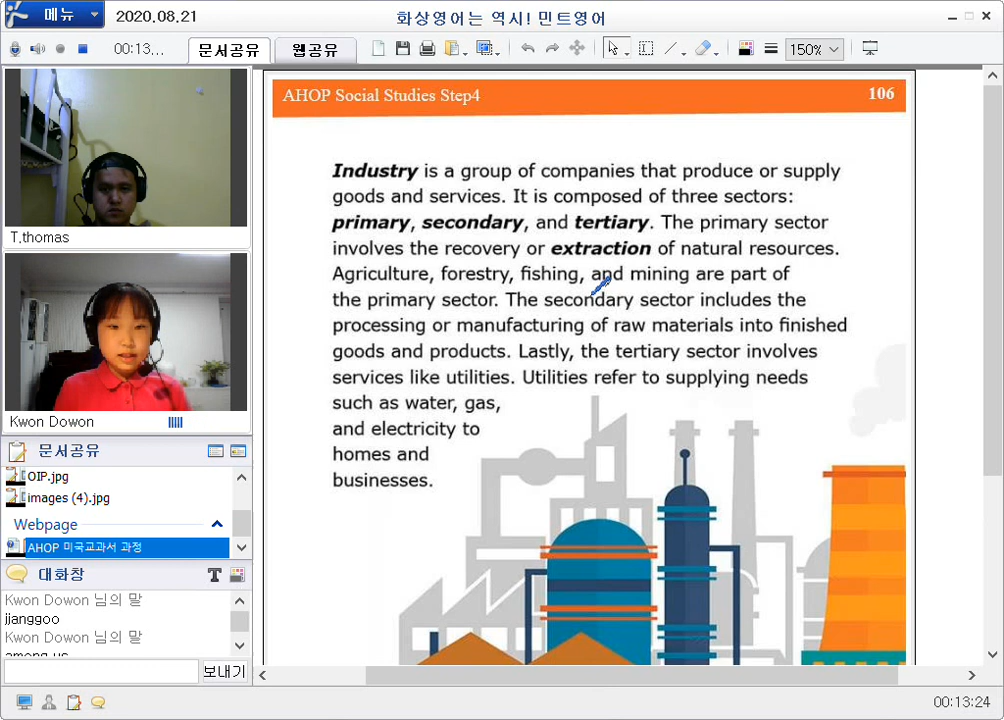 메뉴
2020.08.21
화상영어는 역시! 민트영어
00:13...
문서공유
웹공유
150%
T.thomas
Kwon Dowon
문서공유
OIP.jpg
images (4).jpg
Webpage
AHOP 미국교과서 과정
대화창
T
Kwon Dowon 님의 말
jjanggoo
Kwon Dowon 님의 말
among us
보내기
AHOP Social Studies Step4
106
Industry is a group of companies that produce or supply
goods and services. It is composed of three sectors:
primary, secondary, and tertiary. The primary sector
involves the recovery or extraction of natural resources.
Agriculture, forestry, fishing, and mining are part of
the primary sector. The secondary sector includes the
processing or manufacturing of raw materials into finished
goods and products. Lastly, the tertiary sector involves
services like utilities. Utilities refer to supplying needs
such as water, gas,
and electricity to
homes and
businesses.
00:13:24